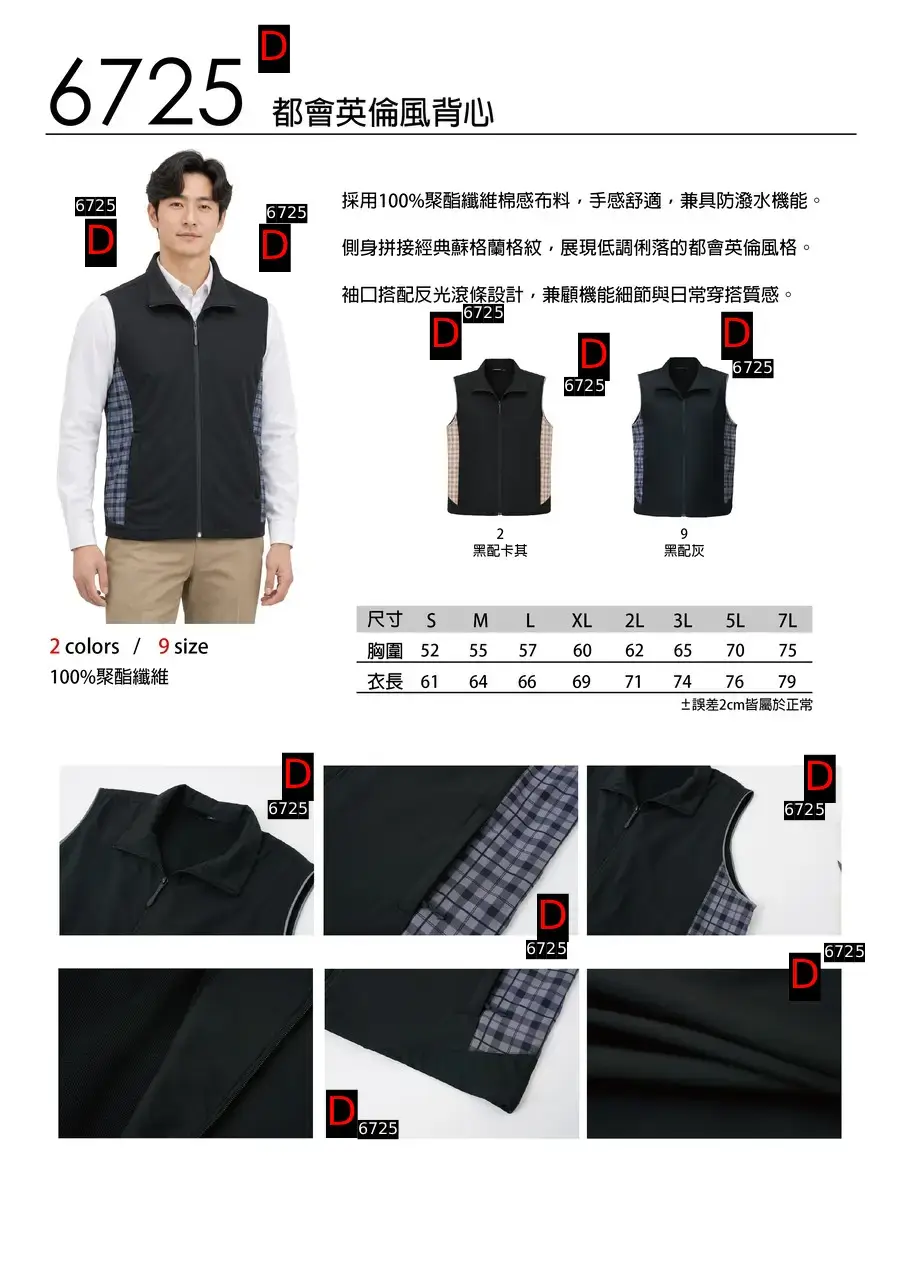 6725
D
都會英倫風背心
6725
D
6725
D
採用100%聚酯纖維棉感布料，手感舒適，兼具防潑水機能。
側身拼接經典蘇格蘭格紋，展現低調俐落的都會英倫風格。
袖口搭配反光滾條設計，兼顧機能細節與日常穿搭質感。
D
6725
D
6725
D
6725
2
黑配卡其
9
黑配灰
2 colors / 9 size
100%聚酯纖維
尺寸 S M L XL 2L 3L 5L 7L
胸圍 52 55 57 60 62 65 70 75
衣長 61 64 66 69 71 74 76 79
±誤差2cm皆屬於正常
D
6725
D
6725
D
6725
D
6725
D
6725